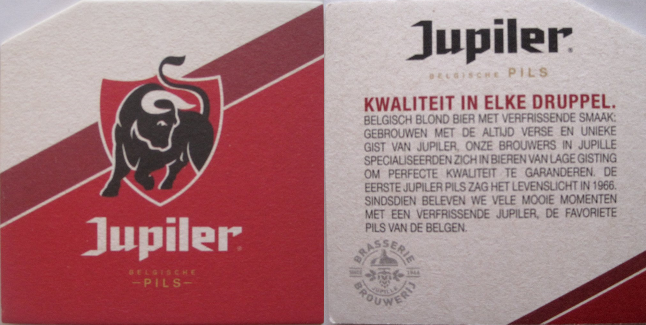 Jupiler
BELGISCHE
PILS
Jupiler
BELGISCHE PILS
KWALITEIT IN ELKE DRUPPEL.
BELGISCH BLOND BIER MET VERFRISSENDE SMAAK;
GEBROUWEN MET DE ALTIJD VERSE EN UNIEKE
GIST VAN JUPILER, ONZE BROUWERS IN JUPILLE
SPECIALISEERDEN ZICH IN BIEREN VAN LAGE GISTING
OM PERFECTE KWALITEIT TE GARANDEREN. DE
EERSTE JUPILER PILS ZAG HET LEVENSLICHT IN 1966.
SINDSDIEN BELEVEN WE VELE MOOIE MOMENTEN
MET EEN VERFRISSENDE JUPILER, DE FAVORIETE
PILS VAN DE BELGEN.
BRASSERIE
1966
JUPILLE
BROUWERIJ